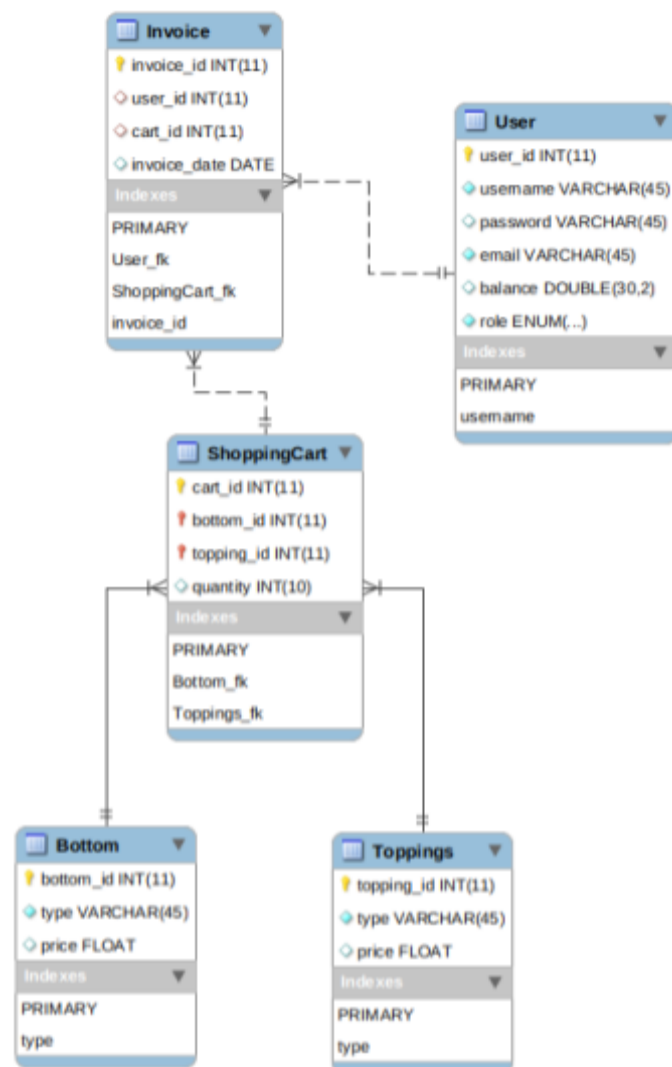 Invoice
invoice_id INT(11)
user_id INT(11)
cart_id INT(11)
invoice_date DATE
Indexes
PRIMARY
User_fk
ShoppingCart_fk
invoice_id
User
user_id INT(11)
username VARCHAR(45)
password VARCHAR(45)
email VARCHAR(45)
balance DOUBLE(30,2)
role ENUM(...)
Indexes
PRIMARY
username
ShoppingCart
cart_id INT(11)
bottom_id INT(11)
topping_id INT(11)
quantity INT(10)
Indexes
PRIMARY
Bottom_fk
Toppings_fk
Bottom
bottom_id INT(11)
type VARCHAR(45)
price FLOAT
Indexes
PRIMARY
type
Toppings
topping_id INT(11)
type VARCHAR(45)
price FLOAT
Indexes
PRIMARY
type